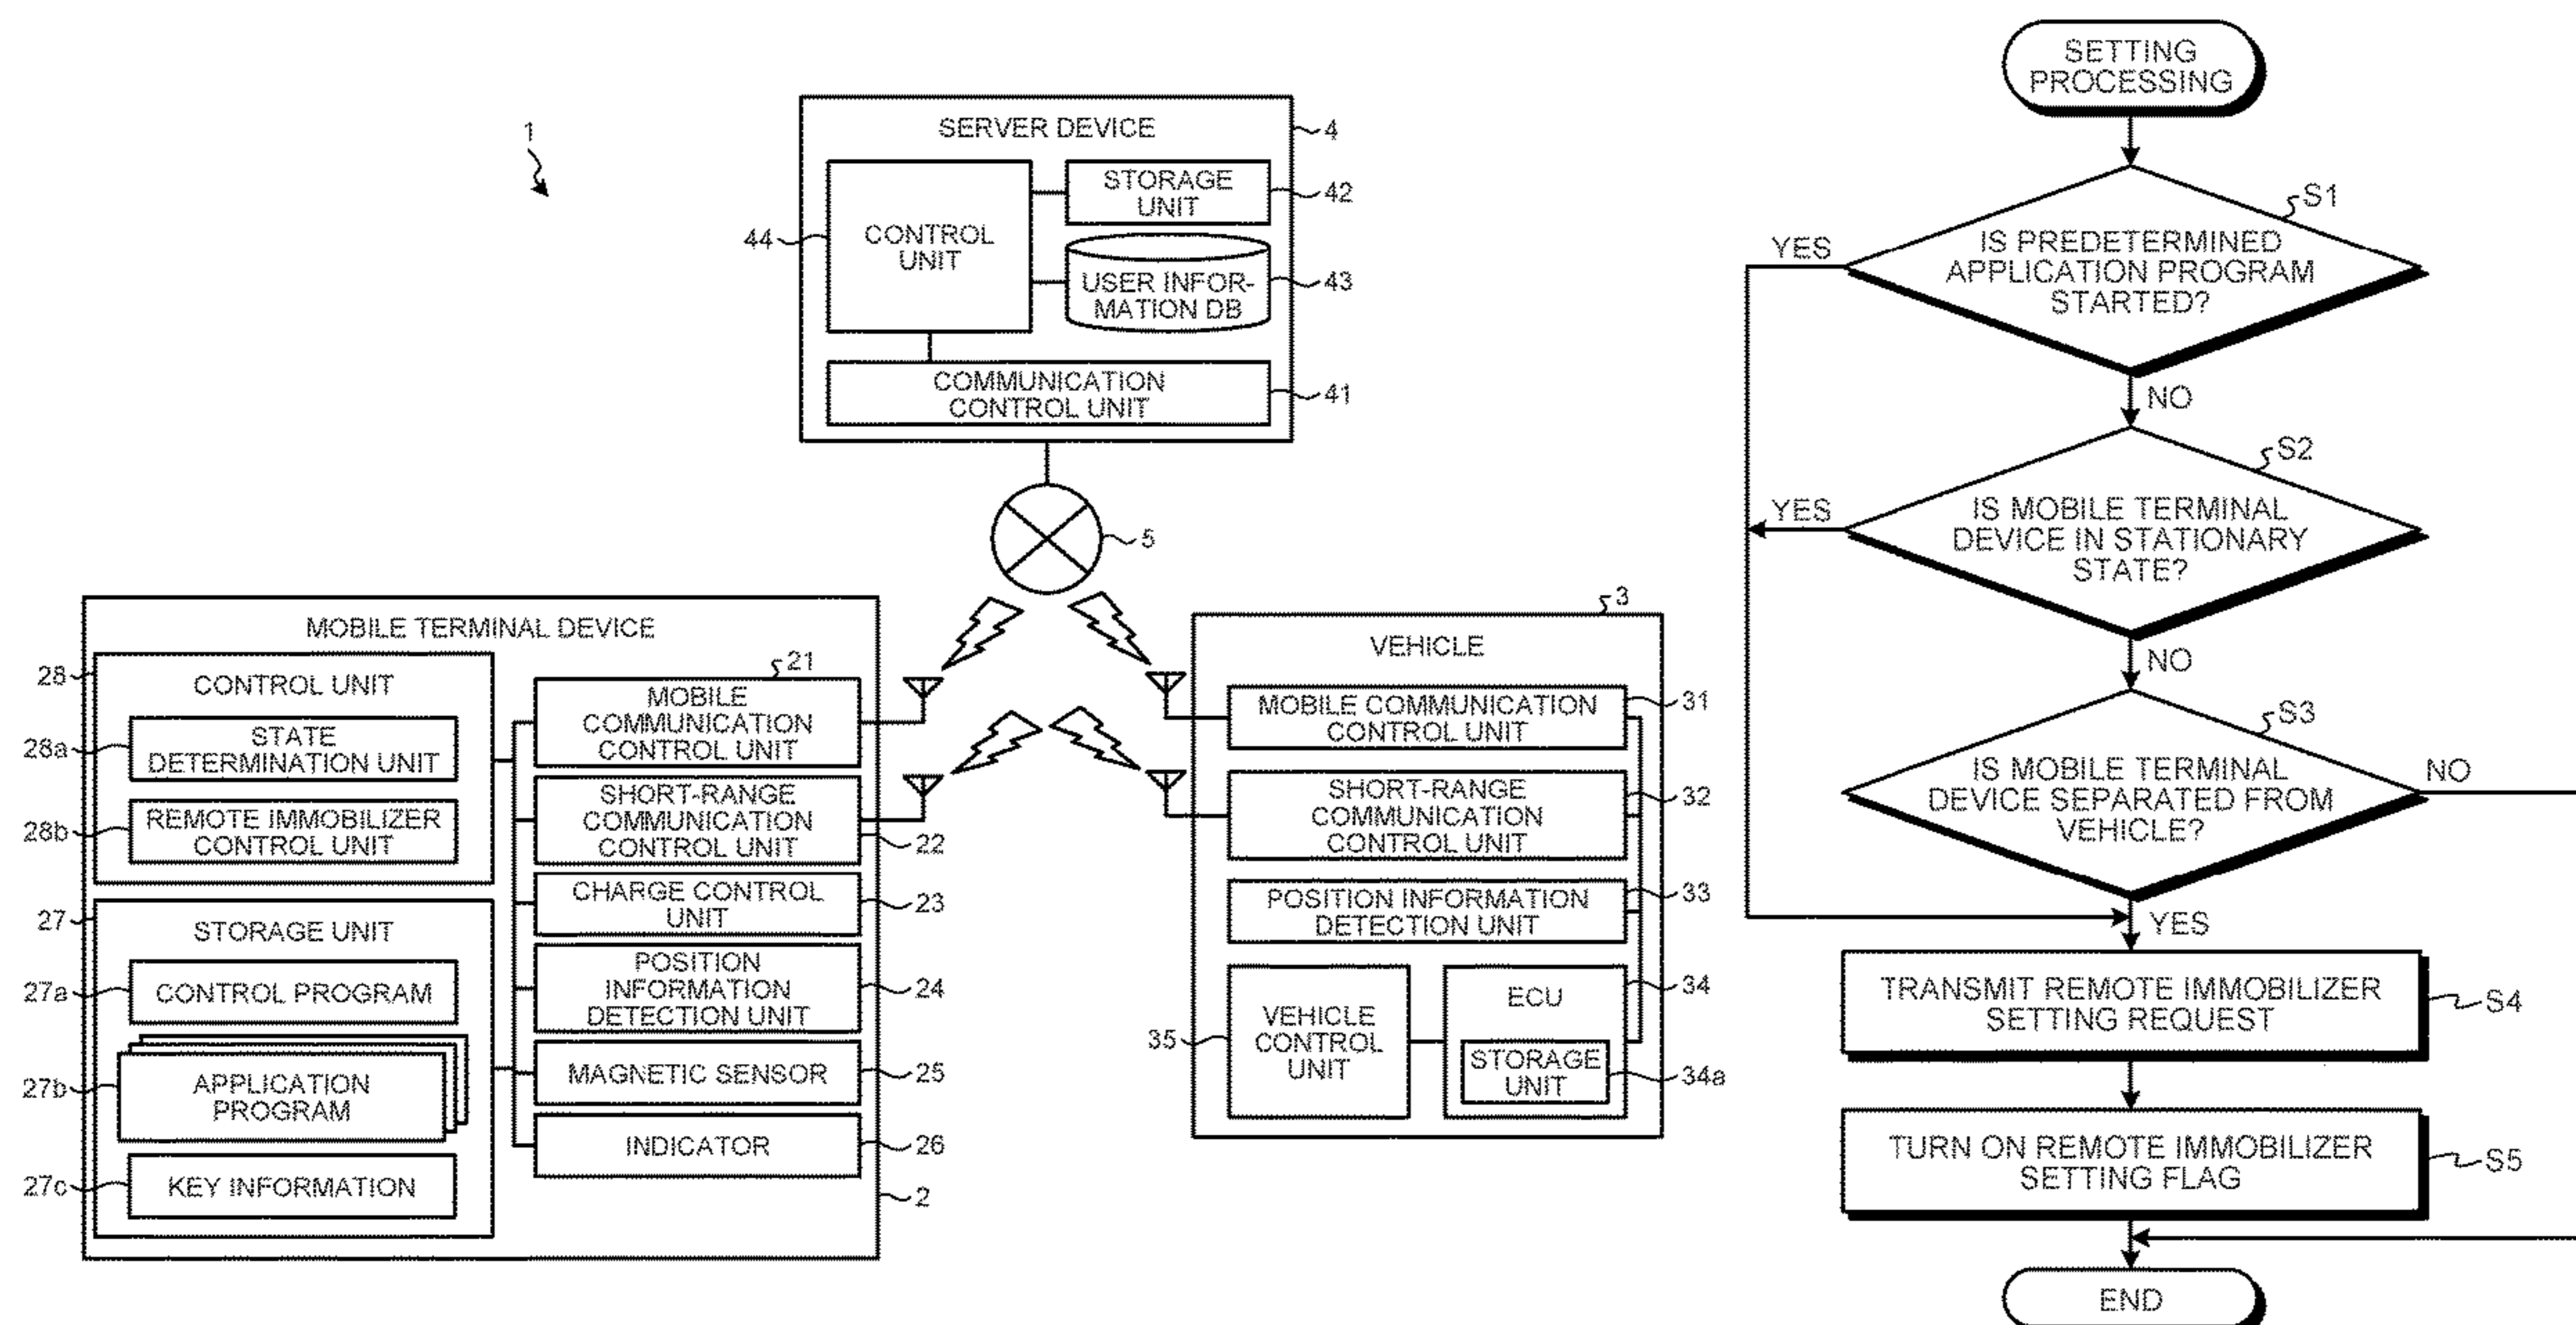 1
SERVER DEVICE
4
CONTROL
UNIT
44
STORAGE
UNIT
42
USER INFOR-
MATION DB
43
COMMUNICATION
CONTROL UNIT
41
5
MOBILE TERMINAL DEVICE
28
CONTROL UNIT
28a
STATE
DETERMINATION UNIT
28b
REMOTE IMMOBILIZER
CONTROL UNIT
27
STORAGE UNIT
27a
CONTROL PROGRAM
27b
APPLICATION
PROGRAM
27c
KEY INFORMATION
21
MOBILE
COMMUNICATION
CONTROL UNIT
SHORT-RANGE
COMMUNICATION
CONTROL UNIT
22
CHARGE CONTROL
UNIT
23
POSITION
INFORMATION
DETECTION UNIT
24
MAGNETIC SENSOR
25
INDICATOR
26
2
3
VEHICLE
MOBILE COMMUNICATION
CONTROL UNIT
31
SHORT-RANGE
COMMUNICATION
CONTROL UNIT
32
POSITION INFORMATION
DETECTION UNIT
33
35
VEHICLE
CONTROL
UNIT
ECU
34
STORAGE
UNIT
34a
SETTING
PROCESSING
S1
YES
IS PREDETERMINED
APPLICATION PROGRAM
STARTED?
NO
S2
YES
IS MOBILE TERMINAL
DEVICE IN STATIONARY
STATE?
NO
S3
IS MOBILE TERMINAL
DEVICE SEPARATED FROM
VEHICLE?
NO
YES
TRANSMIT REMOTE IMMOBILIZER
SETTING REQUEST
S4
TURN ON REMOTE IMMOBILIZER
SETTING FLAG
S5
END